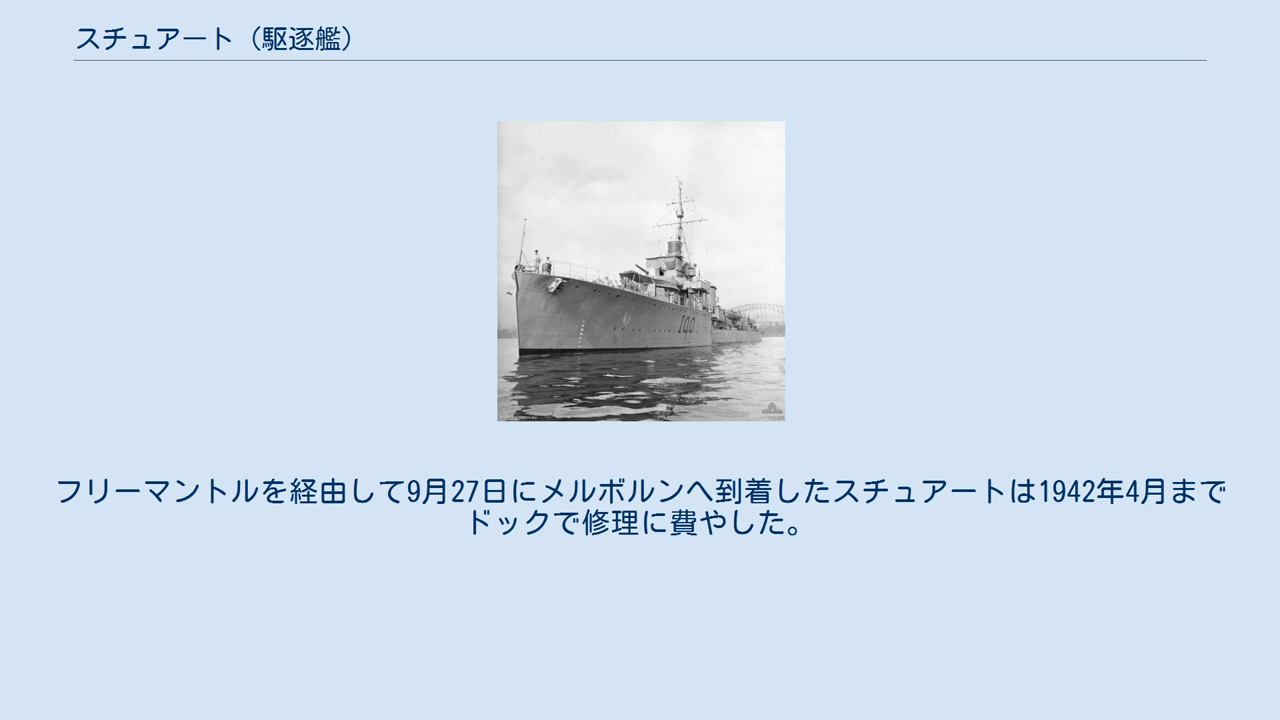 スチュアート（駆逐艦）
I00
フリーマントルを経由して9月27日にメルボルンへ到着したスチュアートは1942年4月まで
ドックで修理に費やした。